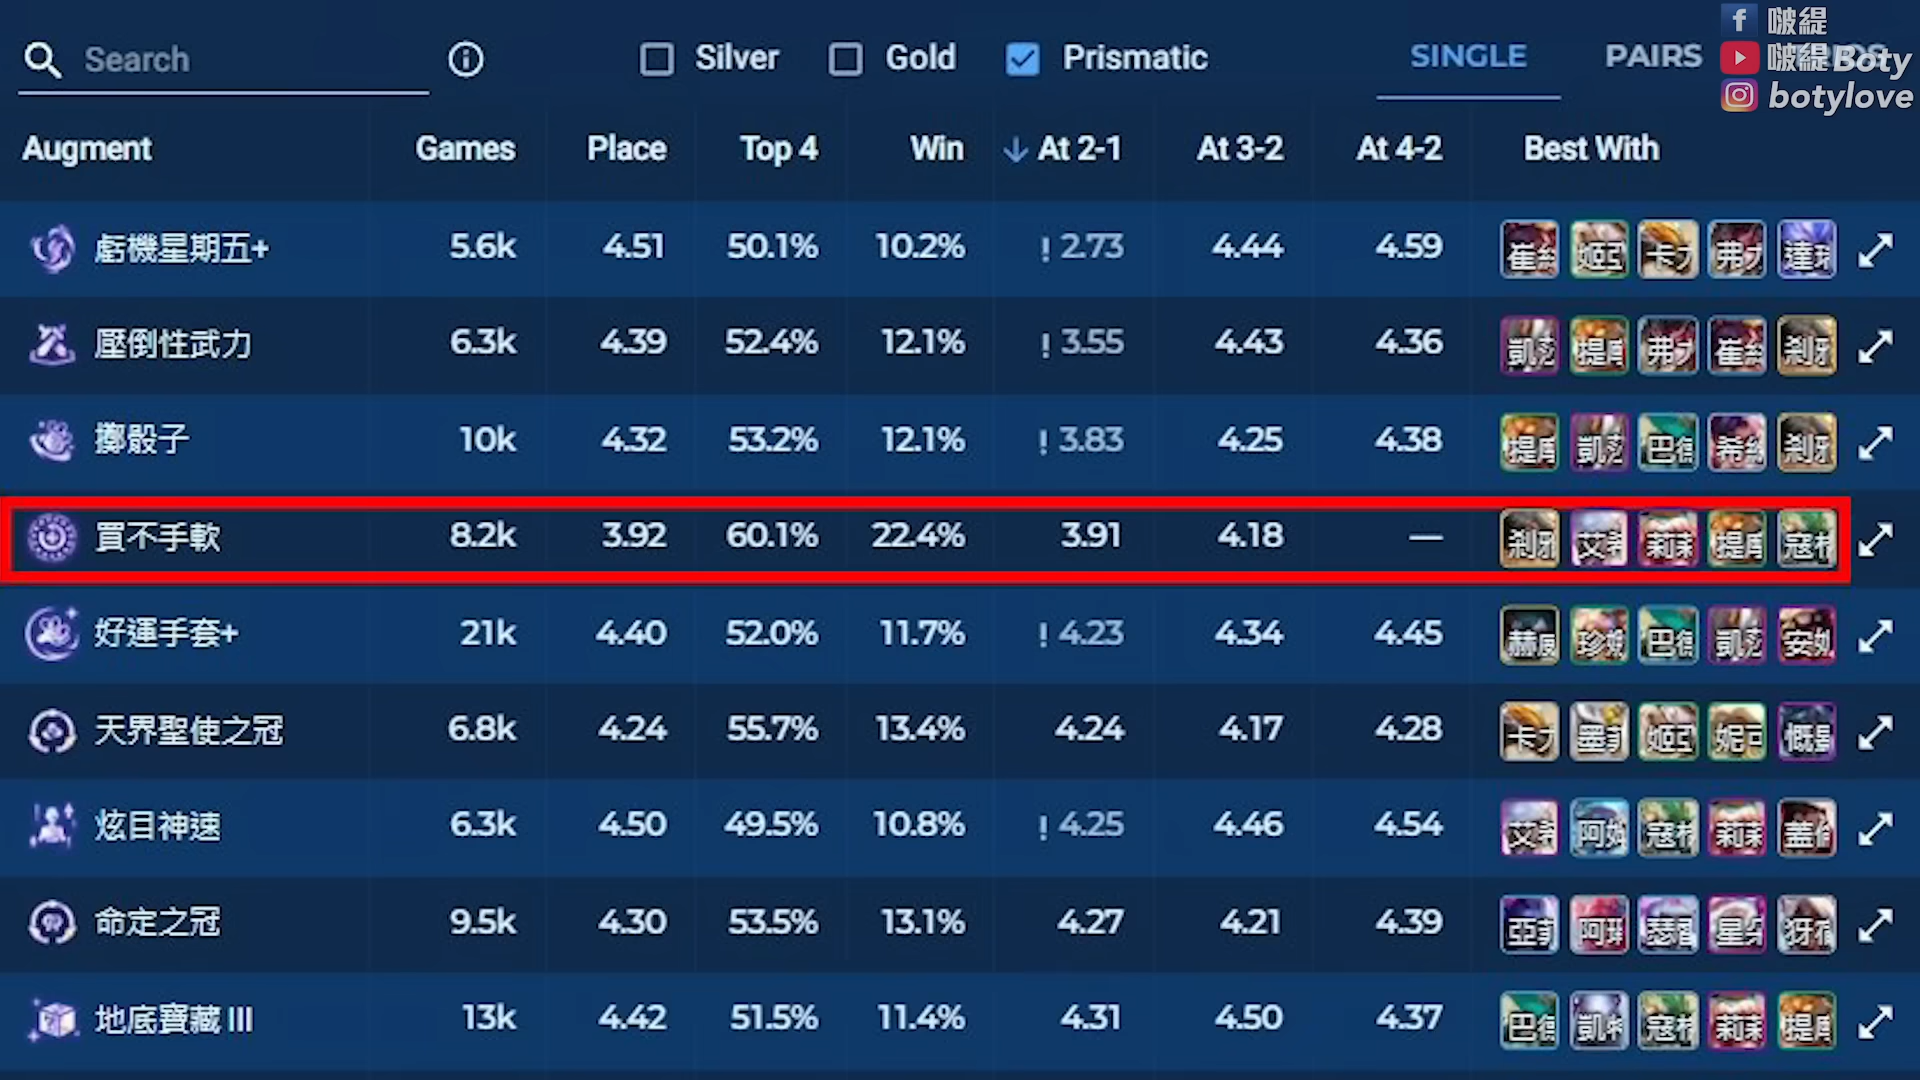 啵緹
啵緹Boty
botylove
Search
Silver Gold Prismatic SINGLE PAIRS
Augment Games Place Top 4 Win At 2-1 At 3-2 At 4-2 Best With
虧機星期五+ 5.6k 4.51 50.1% 10.2% ! 2.73 4.44 4.59
壓倒性武力 6.3k 4.39 52.4% 12.1% ! 3.55 4.43 4.36
擲骰子 10k 4.32 53.2% 12.1% ! 3.83 4.25 4.38
買不手軟 8.2k 3.92 60.1% 22.4% 3.91 4.18 —
好運手套+ 21k 4.40 52.0% 11.7% ! 4.23 4.34 4.45
天界聖使之冠 6.8k 4.24 55.7% 13.4% 4.24 4.17 4.28
炫目神速 6.3k 4.50 49.5% 10.8% ! 4.25 4.46 4.54
命定之冠 9.5k 4.30 53.5% 13.1% 4.27 4.21 4.39
地底寶藏 III 13k 4.42 51.5% 11.4% 4.31 4.50 4.37